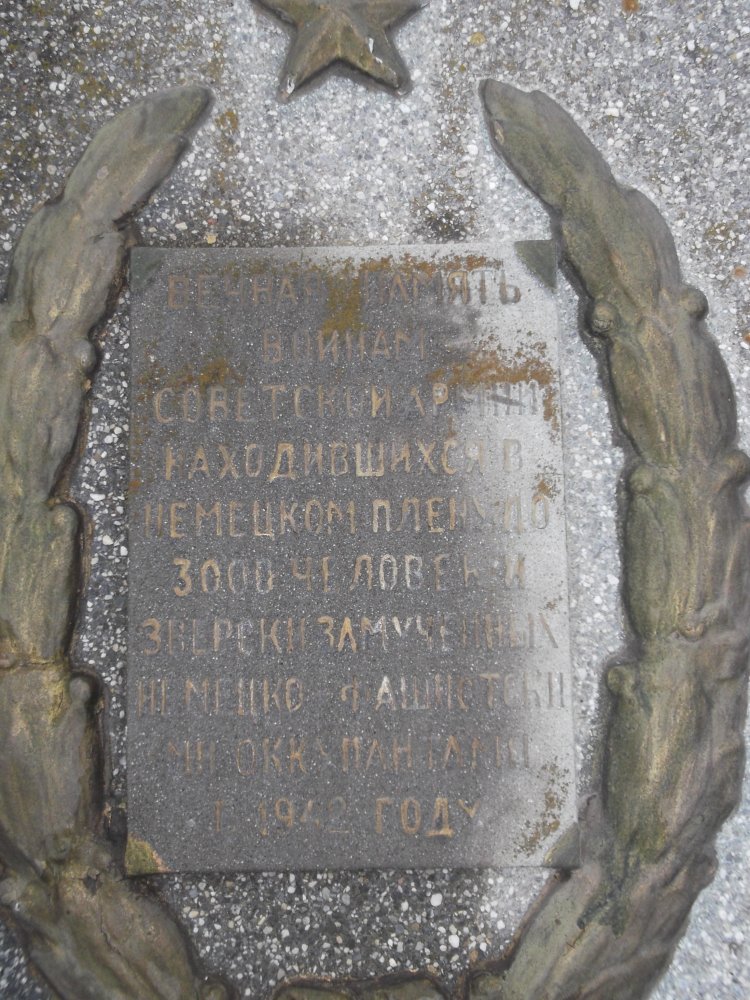 ВЕЧНАЯ ПАМЯТЬ
ВОИНАМ
СОВЕТСКОЙ АРМИИ
НАХОДИВШИХСЯ В
НЕМЕЦКОМ ПЛЕНУ ДО
3000 ЧЕЛОВЕК И
ЗВЕРСКИ ЗАМУЧЕННЫХ
НЕМЕЦКО ФАШИСТСКИ
МИ ОККУПАНТАМИ
1942 ГОДУ